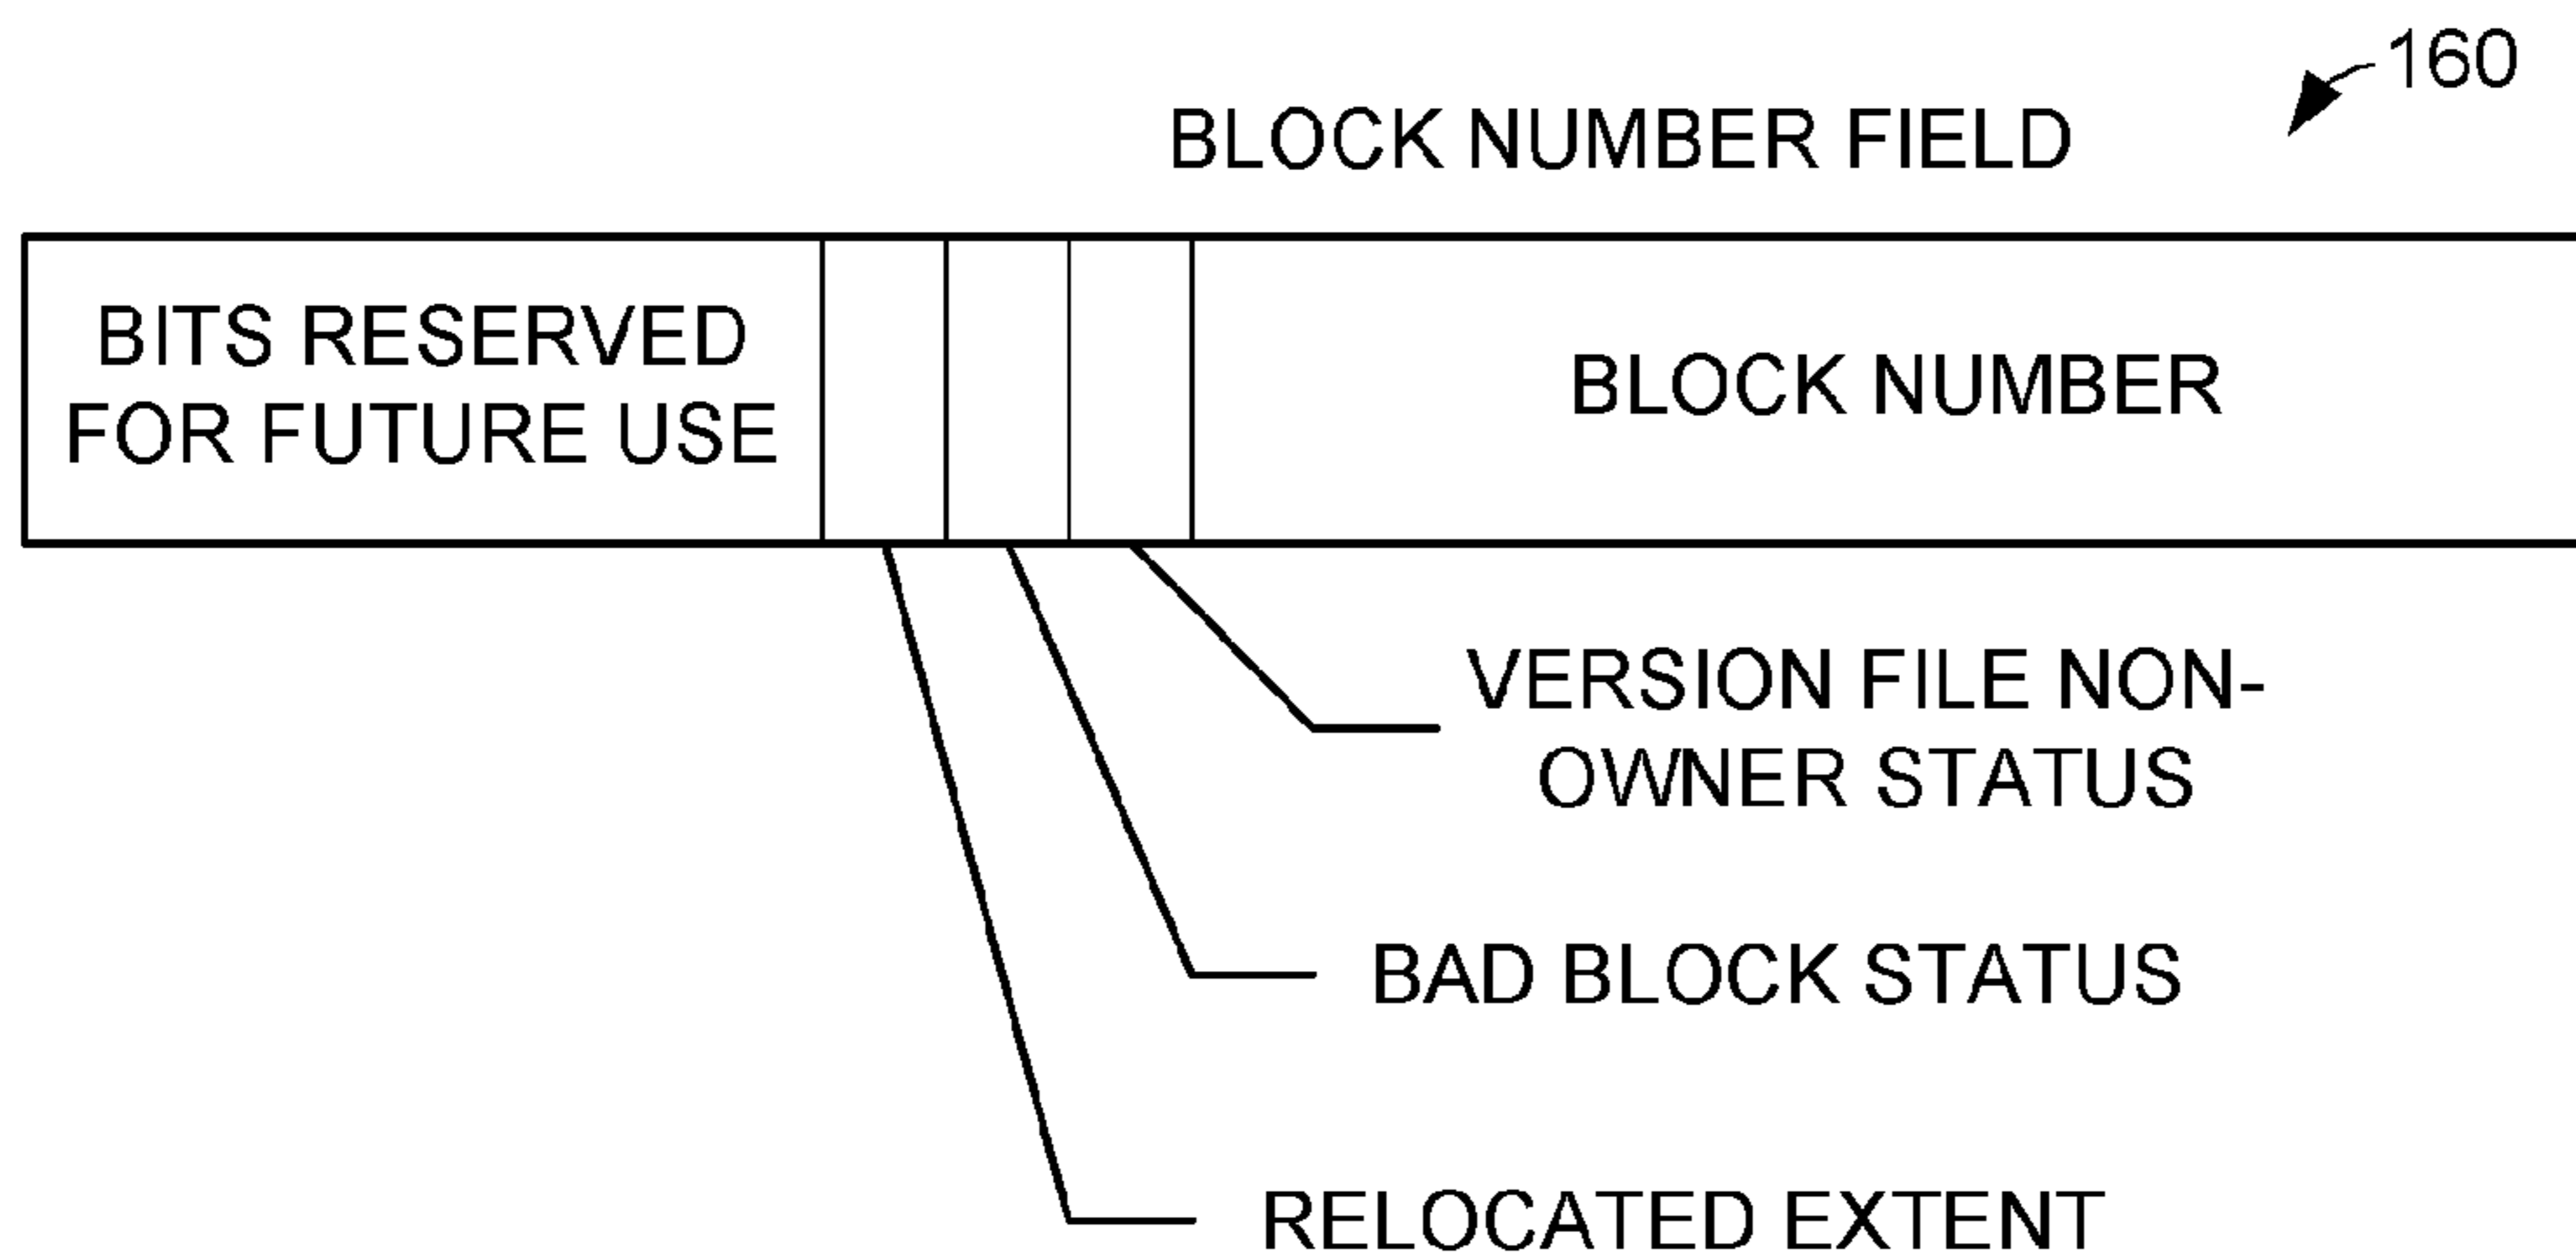 160
BLOCK NUMBER FIELD
BITS RESERVED
FOR FUTURE USE
BLOCK NUMBER
VERSION FILE NON-
OWNER STATUS
BAD BLOCK STATUS
RELOCATED EXTENT